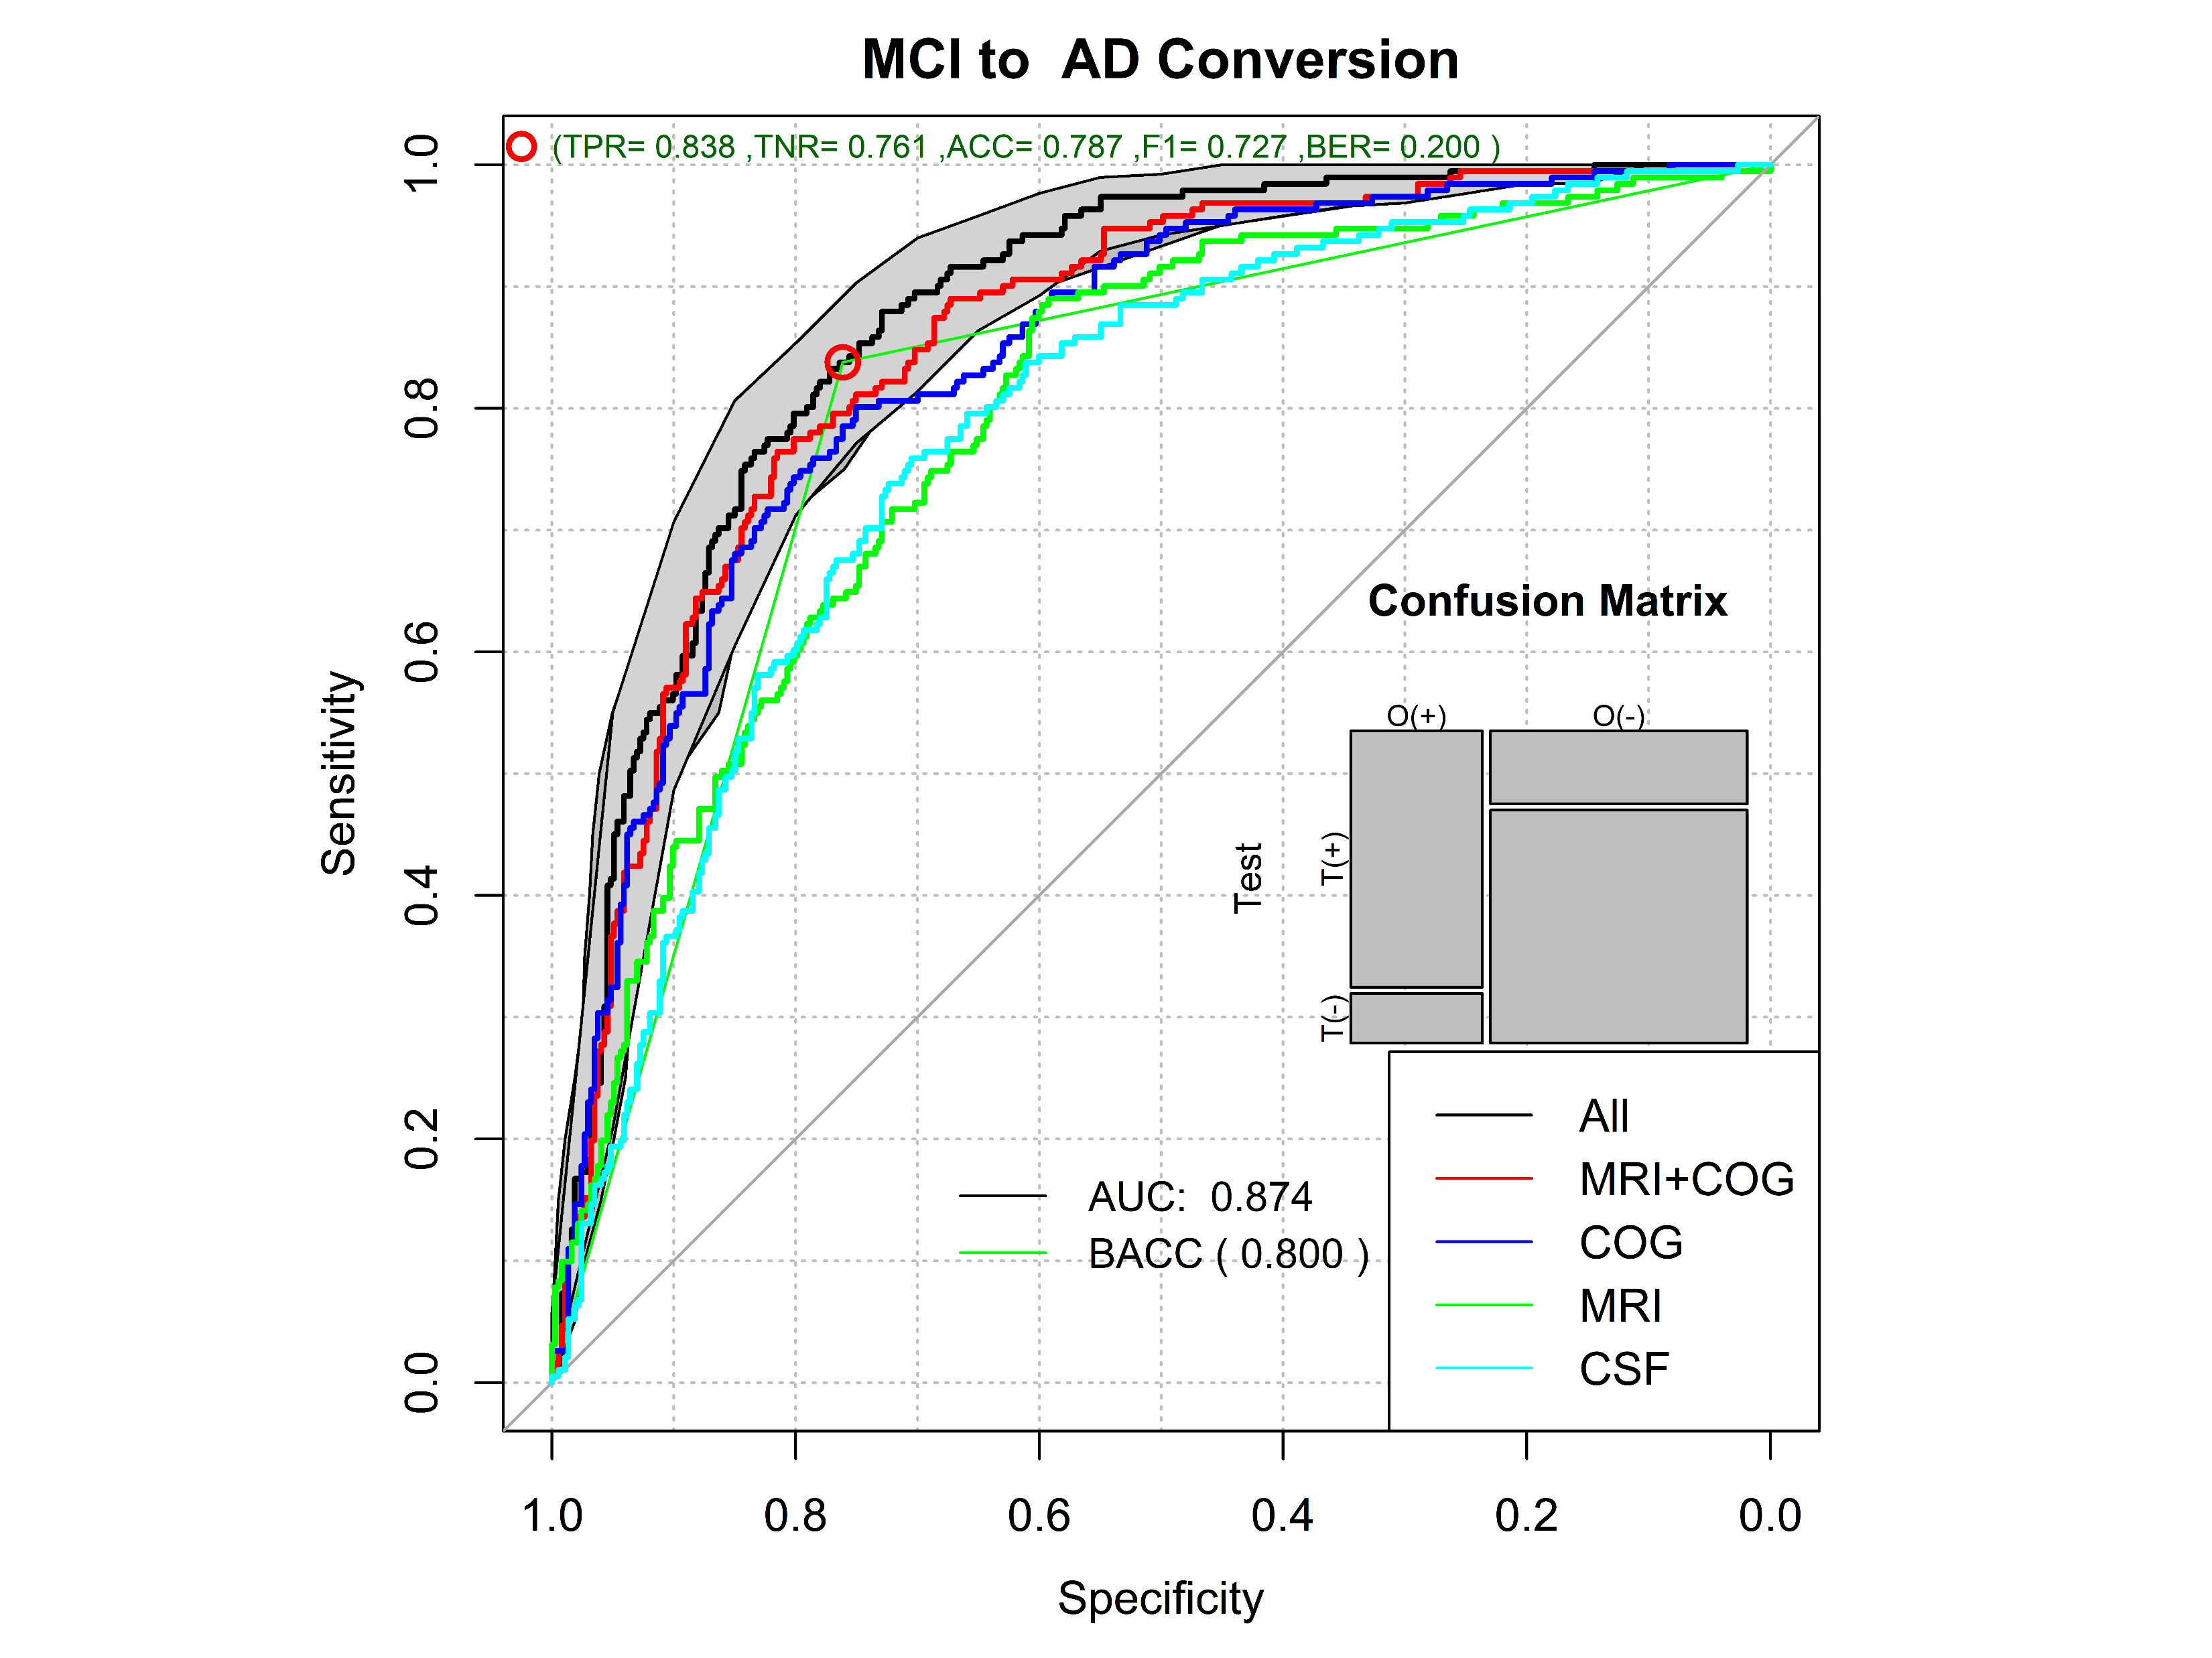 MCI to  AD Conversion
(TPR= 0.838 ,TNR= 0.761 ,ACC= 0.787 ,F1= 0.727 ,BER= 0.200 )
Sensitivity
1.0
0.8
0.6
0.4
0.2
0.0
Confusion Matrix
O(+) O(-)
Test
T(+)
T(-)
AUC:  0.874
BACC ( 0.800 )
All
MRI+COG
COG
MRI
CSF
1.0 0.8 0.6 0.4 0.2 0.0
Specificity